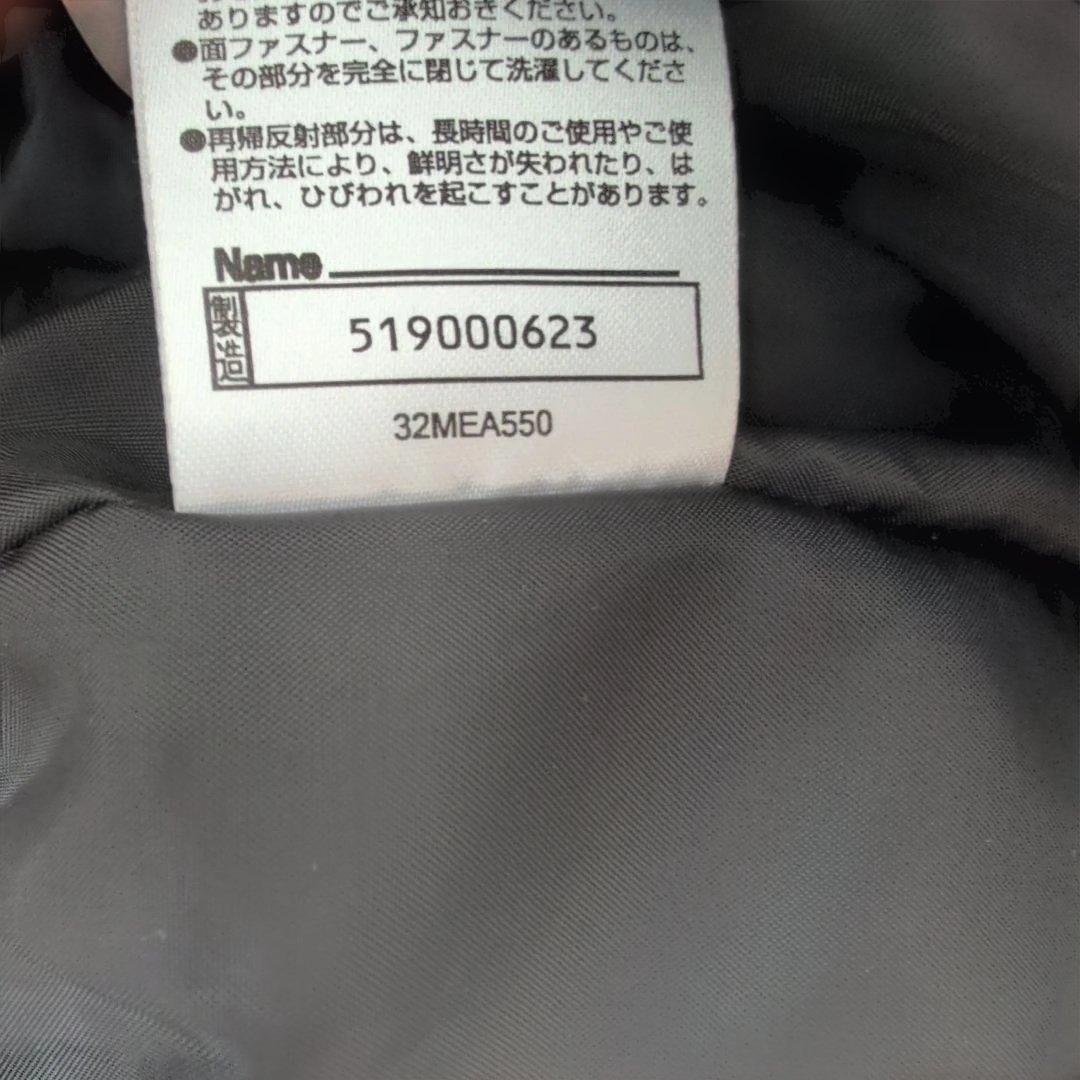 ありますのでご承知おきください。
●面ファスナー、ファスナーのあるものは、
その部分を完全に閉じて洗濯してくださ
い。
●再帰反射部分は、長時間のご使用やご使
用方法により、鮮明さが失われたり、は
がれ、ひびわれを起こすことがあります。
Name
製造 519000623
32MEA550